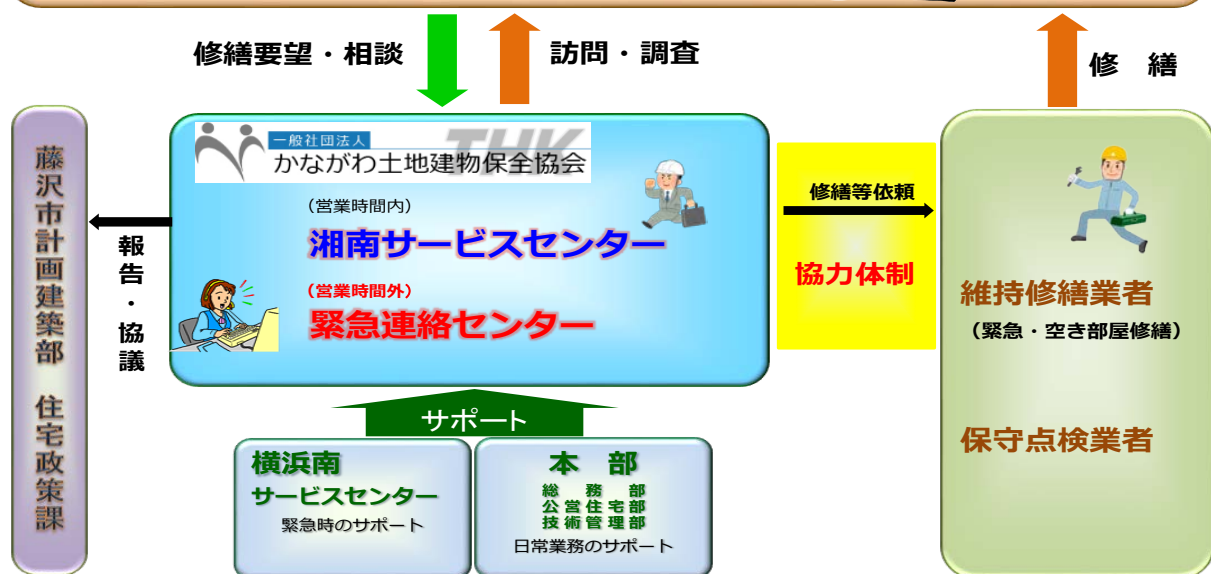 修繕要望・相談
訪問・調査
修　繕
藤沢市計画建築部　住宅政策課
報告・協議
一般社団法人
THK
かながわ土地建物保全協会
（営業時間内）
湘南サービスセンター
（営業時間外）
緊急連絡センター
修繕等依頼
協力体制
維持修繕業者
（緊急・空き部屋修繕）
保守点検業者
サポート
横浜南
サービスセンター
緊急時のサポート
本　部
総　務　部
公営住宅部
技術管理部
日常業務のサポート